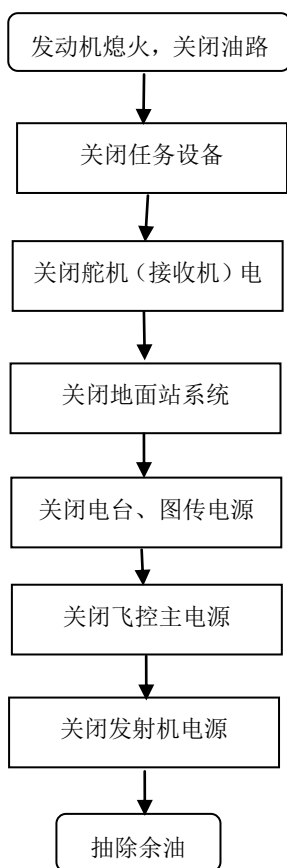 发动机熄火，关闭油路
关闭任务设备
关闭舵机（接收机）电
关闭地面站系统
关闭电台、图传电源
关闭飞控主电源
关闭发射机电源
抽除余油